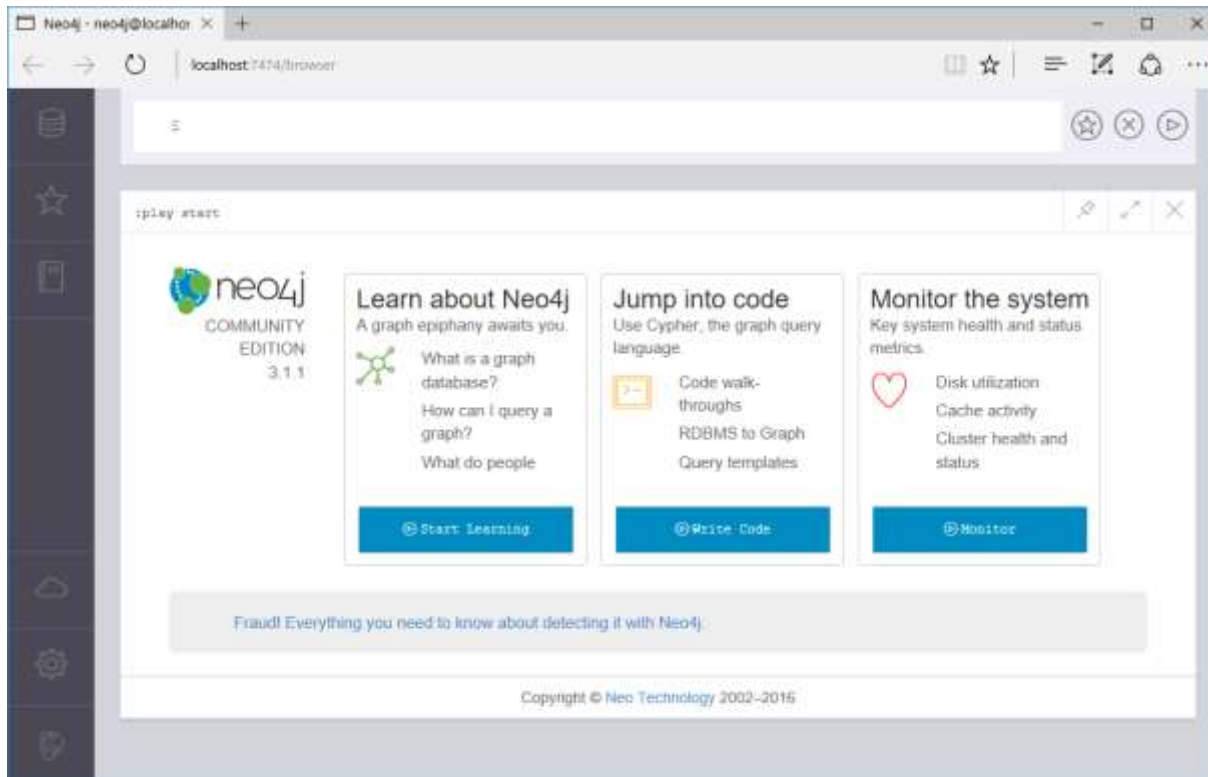 Neo4j - neo4j@localhos
localhost:7474/browser
$
:play start
neo4j
COMMUNITY
EDITION
3.1.1
Learn about Neo4j
A graph epiphany awaits you.
What is a graph
database?
How can I query a
graph?
What do people
Start Learning
Jump into code
Use Cypher, the graph query
language.
Code walk-
throughs
RDBMS to Graph
Query templates
Write Code
Monitor the system
Key system health and status
metrics.
Disk utilization
Cache activity
Cluster health and
status
Monitor
Fraud! Everything you need to know about detecting it with Neo4j.
Copyright © Neo Technology 2002–2016